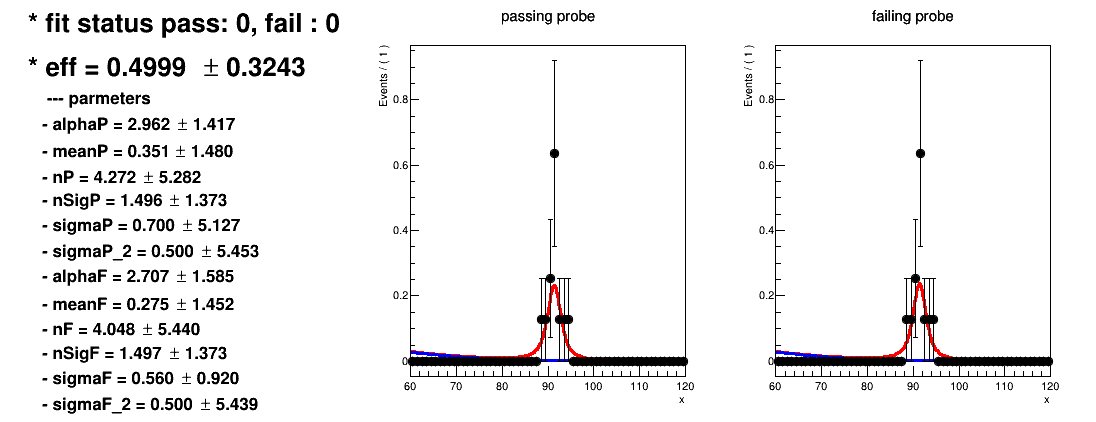 * fit status pass: 0, fail : 0
* eff = 0.4999 ± 0.3243
--- parmeters
- alphaP = 2.962 ± 1.417
- meanP = 0.351 ± 1.480
- nP = 4.272 ± 5.282
- nSigP = 1.496 ± 1.373
- sigmaP = 0.700 ± 5.127
- sigmaP_2 = 0.500 ± 5.453
- alphaF = 2.707 ± 1.585
- meanF = 0.275 ± 1.452
- nF = 4.048 ± 5.440
- nSigF = 1.497 ± 1.373
- sigmaF = 0.560 ± 0.920
- sigmaF_2 = 0.500 ± 5.439
passing probe
Events / ( 1 )
0.8
0.6
0.4
0.2
0
60 70 80 90 100 110 120
x
failing probe
Events / ( 1 )
0.8
0.6
0.4
0.2
0
60 70 80 90 100 110 120
x